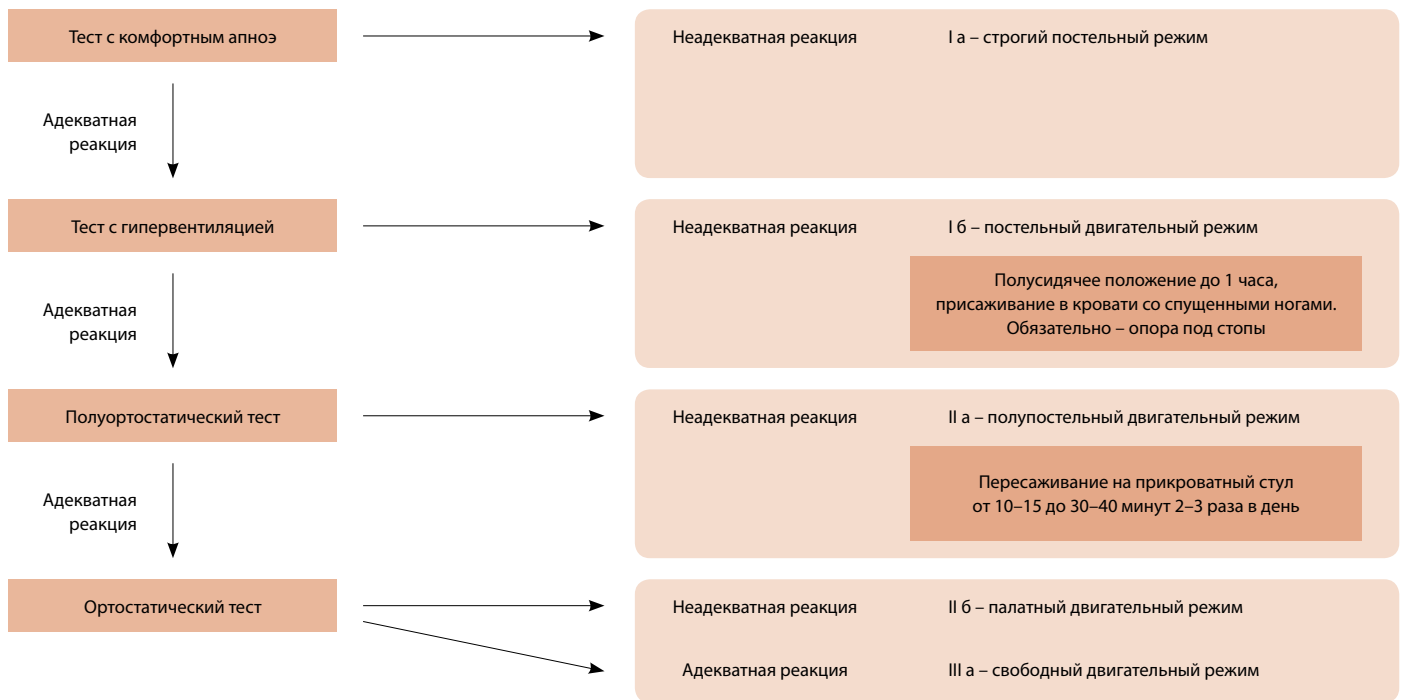 Тест с комфортным апноэ
Неадекватная реакция
I а – строгий постельный режим
Адекватная
реакция
Тест с гипервентиляцией
Неадекватная реакция
I б – постельный двигательный режим
Полусидячее положение до 1 часа,
присаживание в кровати со спущенными ногами.
Обязательно – опора под стопы
Адекватная
реакция
Полуортостатический тест
Неадекватная реакция
II а – полупостельный двигательный режим
Пересаживание на прикроватный стул
от 10–15 до 30–40 минут 2–3 раза в день
Адекватная
реакция
Ортостатический тест
Неадекватная реакция
II б – палатный двигательный режим
Адекватная реакция
III а – свободный двигательный режим